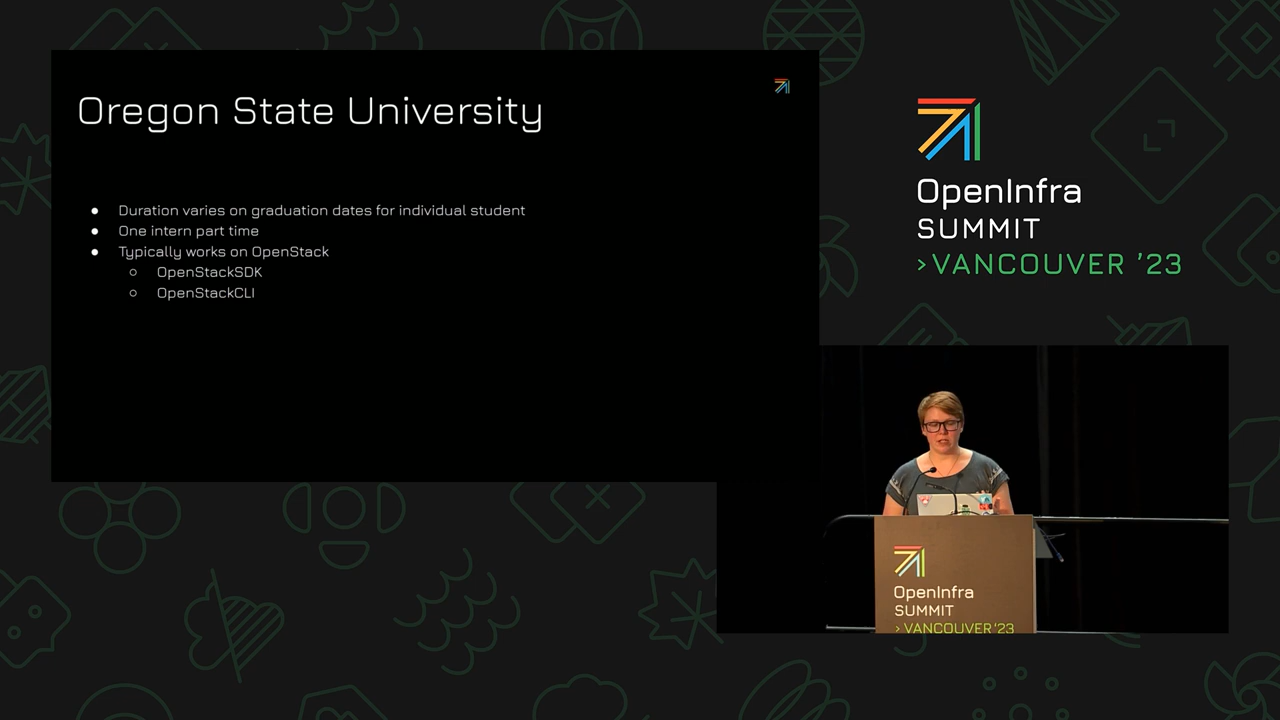 Oregon State University
● Duration varies on graduation dates for individual student
● One intern part time
● Typically works on OpenStack
○ OpenStackSDK
○ OpenStackCLI
OpenInfra
SUMMIT
>VANCOUVER '23
OpenInfra
SUMMIT
> VANCOUVER '23